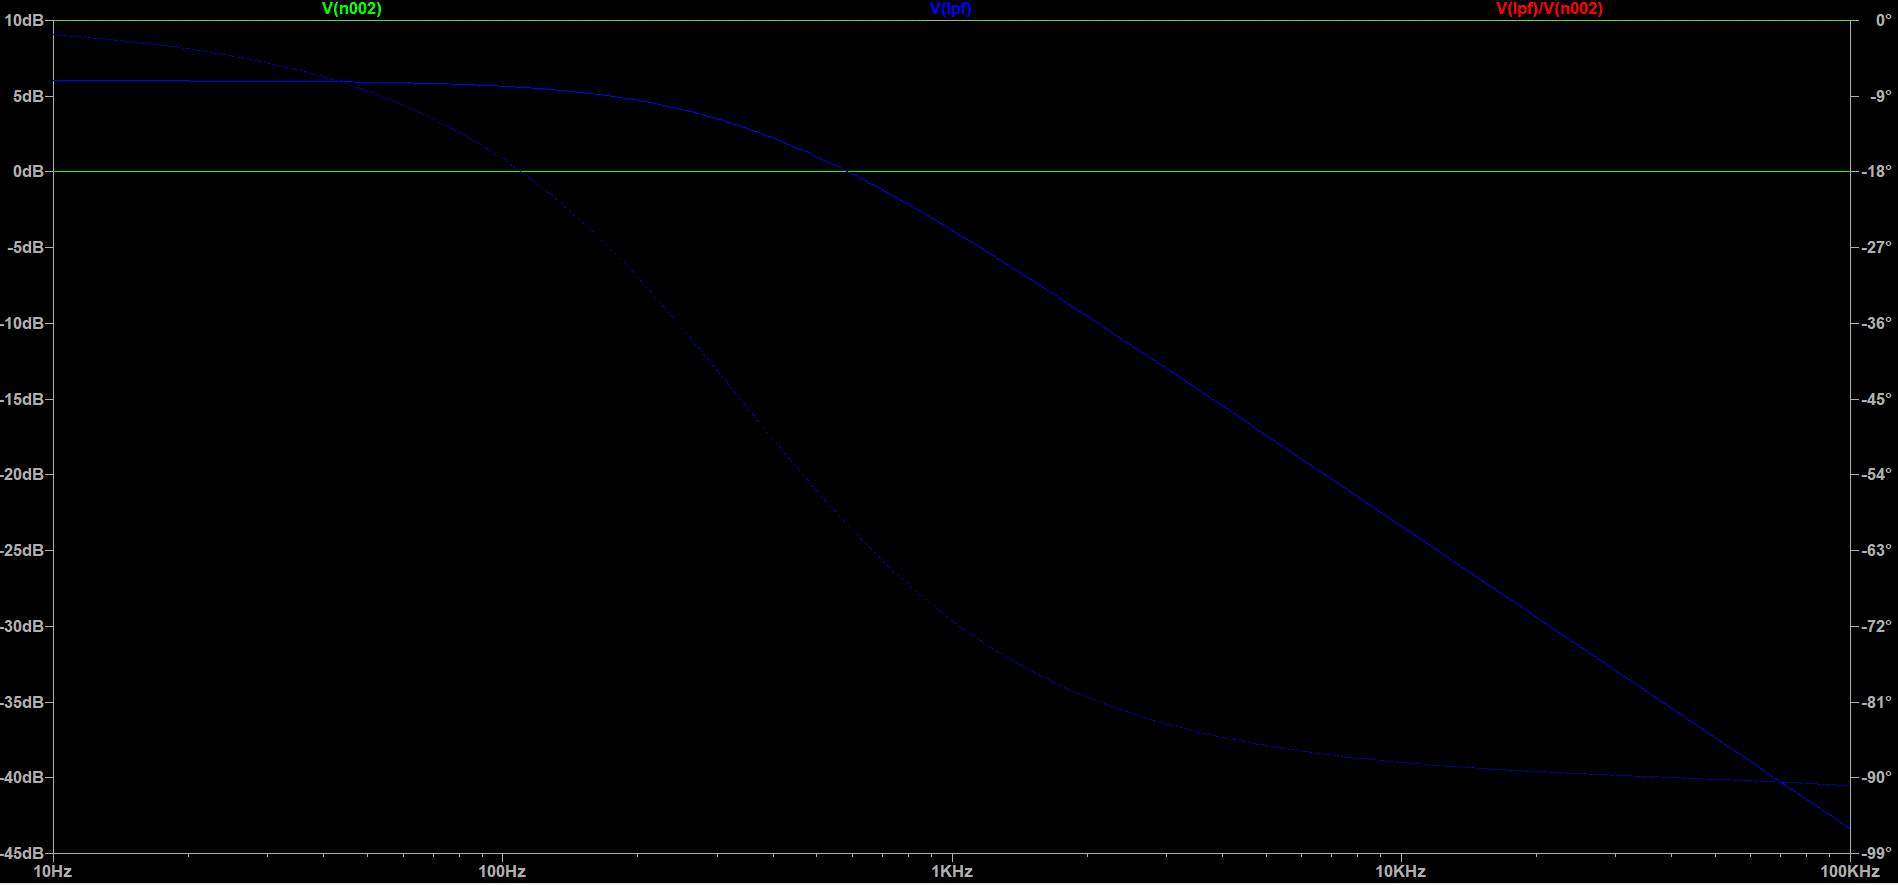 V(n002) V(lpf) V(lpf)/V(n002)
10dB 0°
5dB -9°
0dB -18°
-5dB -27°
-10dB -36°
-15dB -45°
-20dB -54°
-25dB -63°
-30dB -72°
-35dB -81°
-40dB -90°
-45dB -99°
10Hz 100Hz 1KHz 10KHz 100KHz